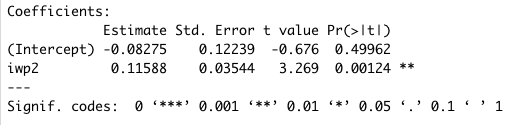 Coefficients:
            Estimate Std. Error t value Pr(>|t|)
(Intercept) -0.08275    0.12239  -0.676  0.49962
iwp2         0.11588    0.03544   3.269  0.00124 **
---
Signif. codes:  0 ‘***’ 0.001 ‘**’ 0.01 ‘*’ 0.05 ‘.’ 0.1 ‘ ’ 1